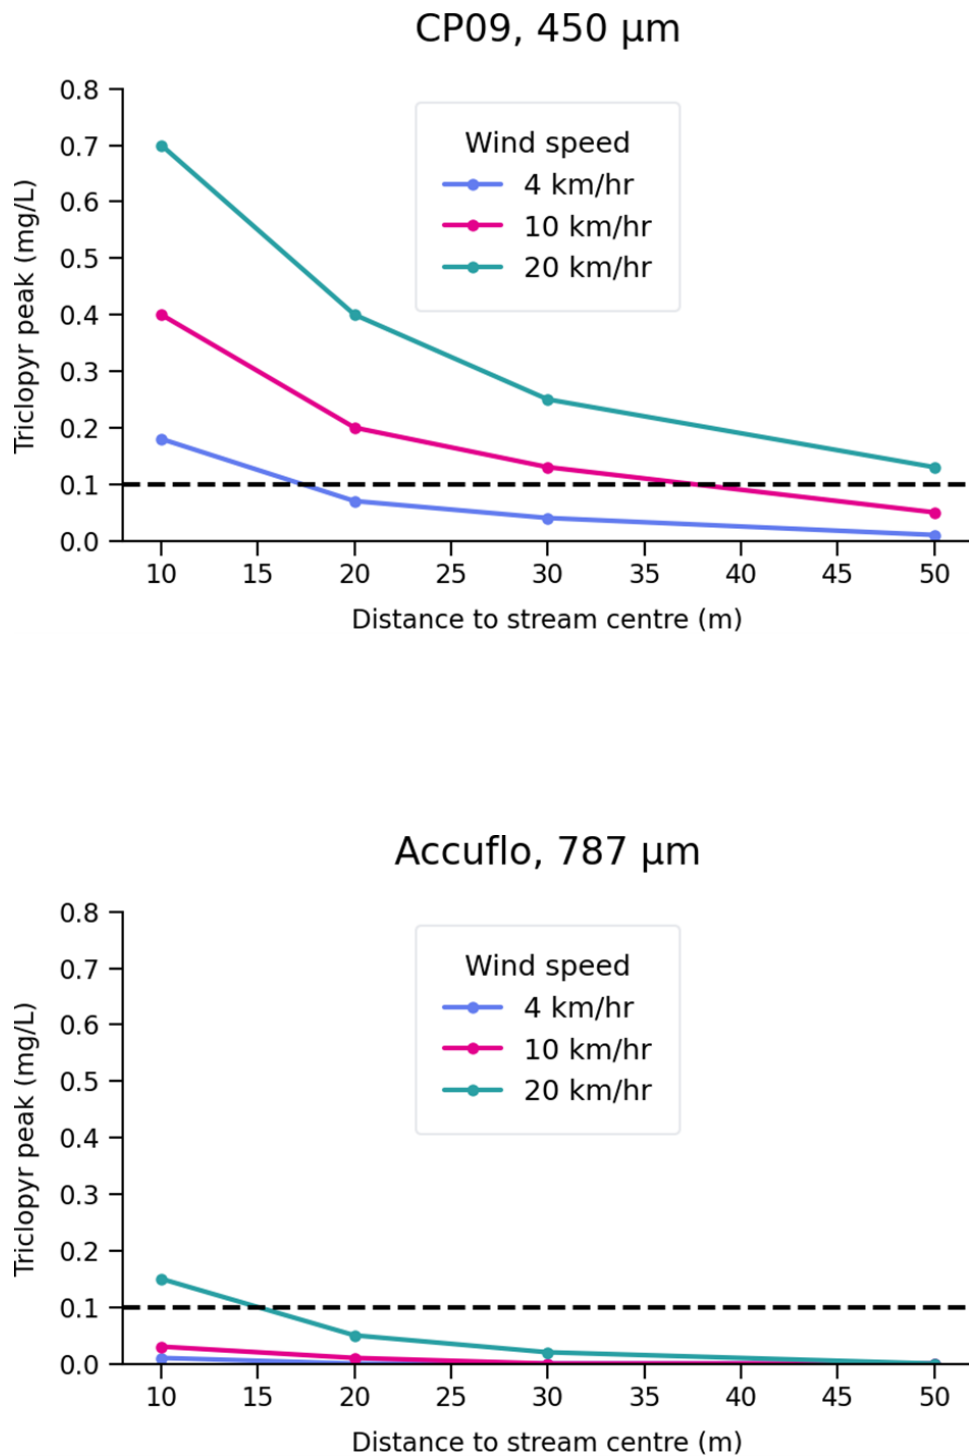 CP09, 450 µm
Triclopyr peak (mg/L)
0.8
0.7
0.6
0.5
0.4
0.3
0.2
0.1
0.0
Wind speed
4 km/hr
10 km/hr
20 km/hr
10 15 20 25 30 35 40 45 50
Distance to stream centre (m)
Accuflo, 787 µm
Triclopyr peak (mg/L)
0.8
0.7
0.6
0.5
0.4
0.3
0.2
0.1
0.0
Wind speed
4 km/hr
10 km/hr
20 km/hr
10 15 20 25 30 35 40 45 50
Distance to stream centre (m)